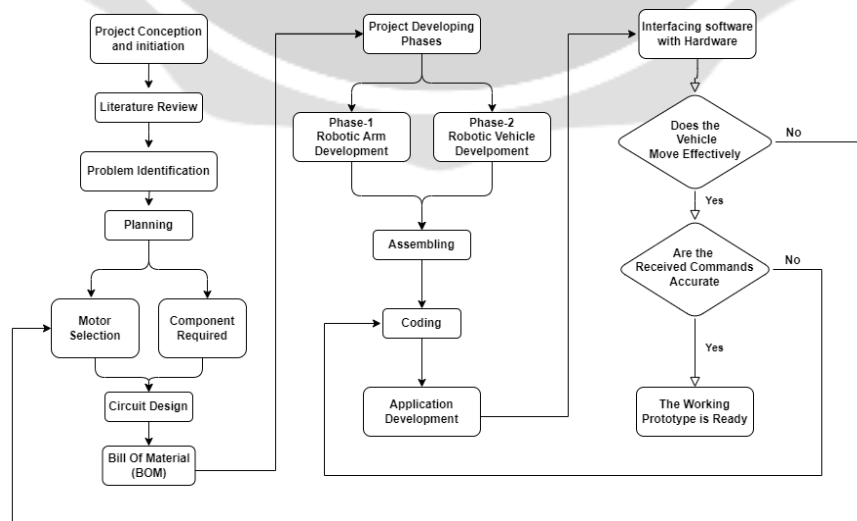 Project Conception
and initiation
Literature Review
Problem Identification
Planning
Motor
Selection
Component
Required
Circuit Design
Bill Of Material
(BOM)
Project Developing
Phases
Phase-1
Robotic Arm
Development
Phase-2
Robotic Vehicle
Develpoment
Assembling
Coding
Application
Development
Interfacing software
with Hardware
Does the
Vehicle
Move Effectively
No
Yes
Are the
Received Commands
Accurate
No
Yes
The Working
Prototype is Ready